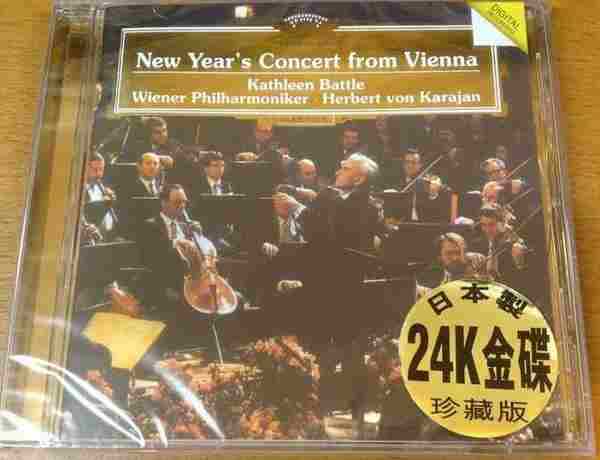 DIGITAL
New Year's Concert from Vienna
Kathleen Battle
Wiener Philharmoniker · Herbert von Karajan
日本製
24K金碟
珍藏版